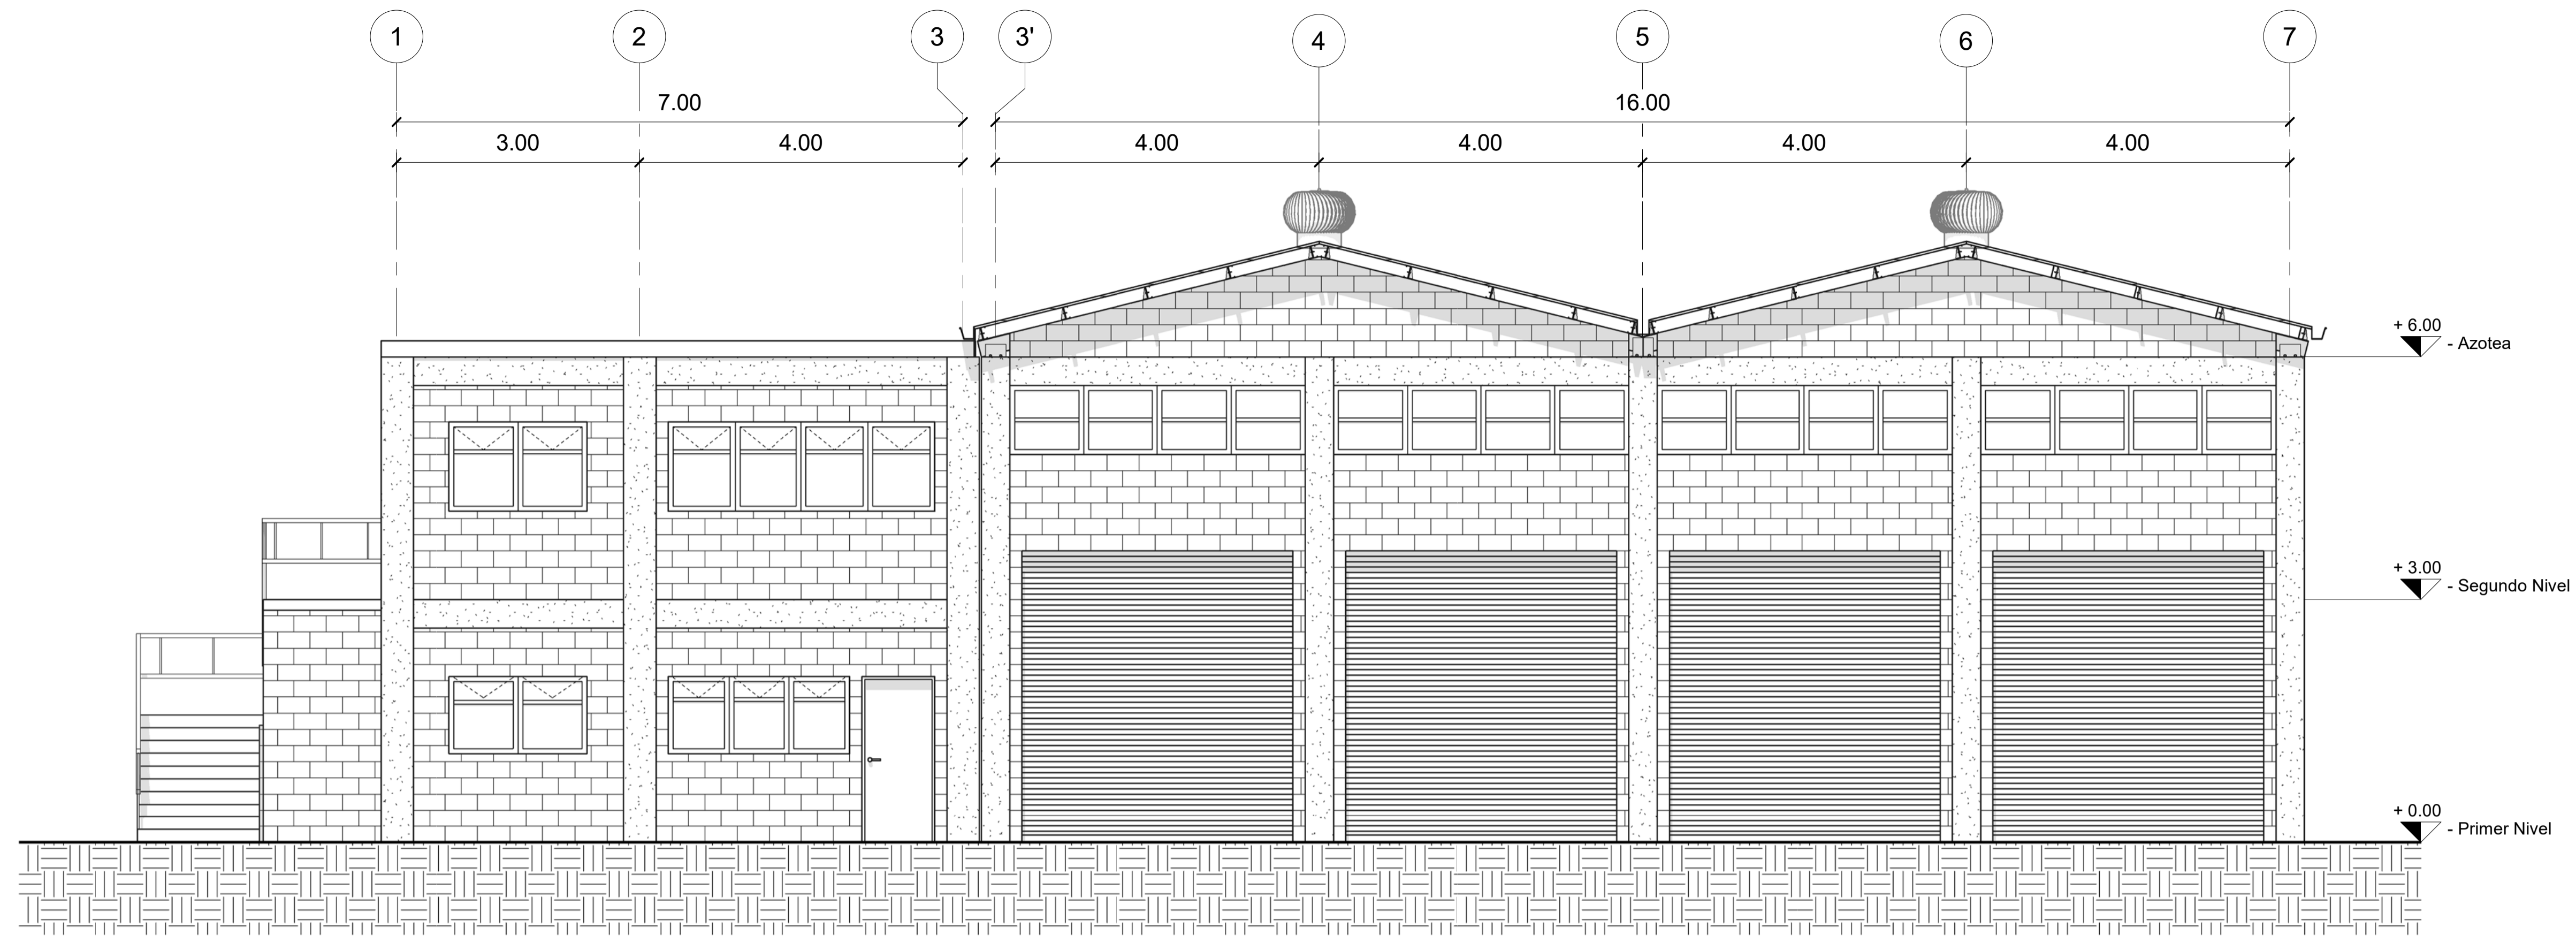 1 2 3 3' 4 5 6 7
7.00 16.00
3.00 4.00 4.00 4.00 4.00 4.00
+ 6.00
- Azotea
+ 3.00
- Segundo Nivel
+ 0.00
- Primer Nivel